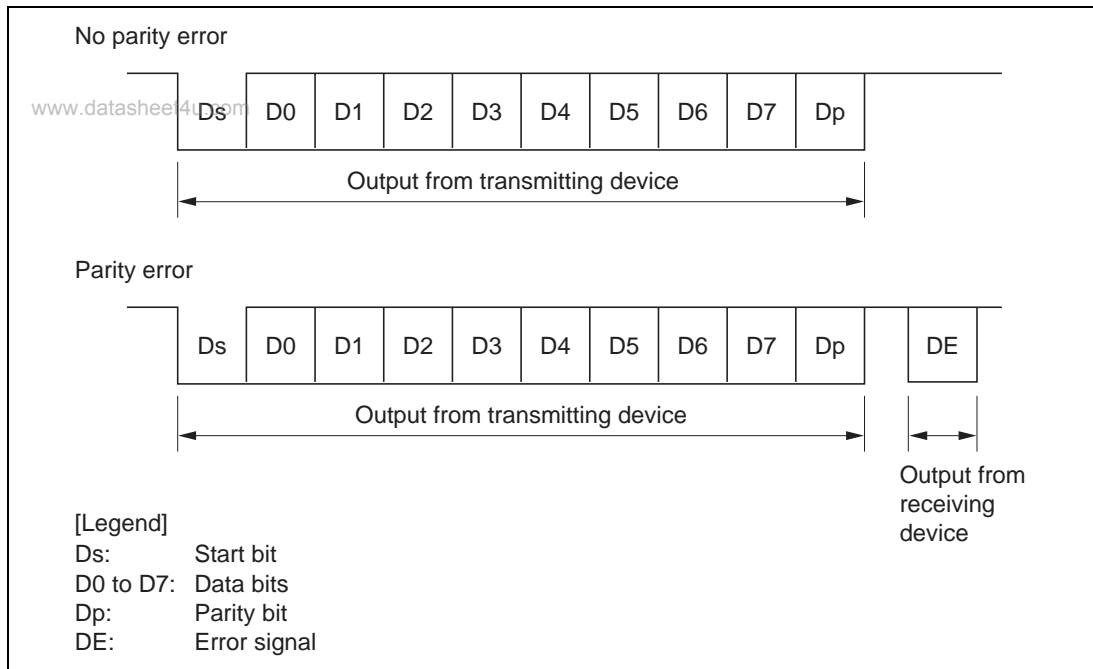 No parity error
www.datasheet4u.com
Ds D0 D1 D2 D3 D4 D5 D6 D7 Dp
Output from transmitting device
Parity error
Ds D0 D1 D2 D3 D4 D5 D6 D7 Dp DE
Output from transmitting device
Output from
receiving
device
[Legend]
Ds: Start bit
D0 to D7: Data bits
Dp: Parity bit
DE: Error signal